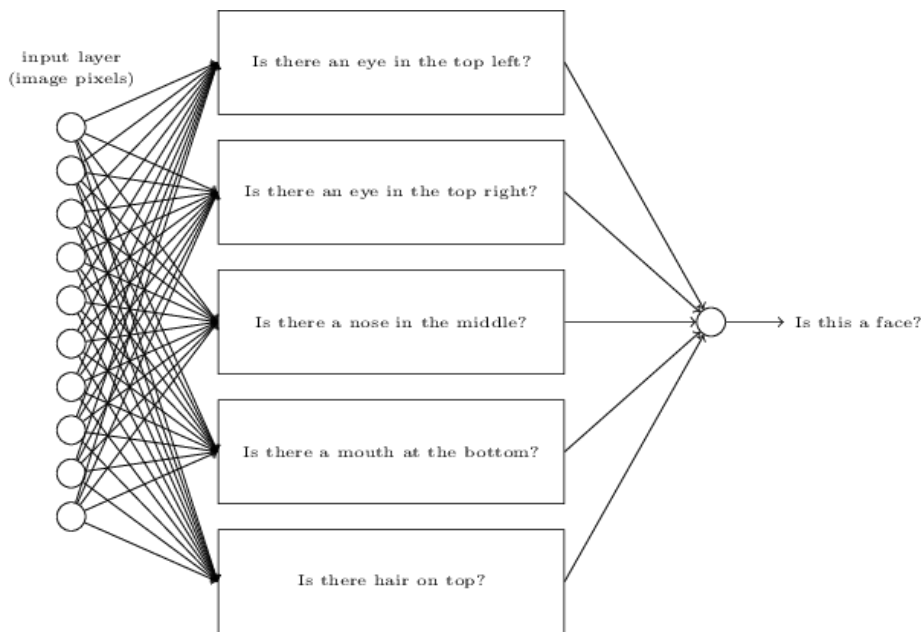 input layer
(image pixels)
Is there an eye in the top left?
Is there an eye in the top right?
Is there a nose in the middle?
Is there a mouth at the bottom?
Is there hair on top?
Is this a face?